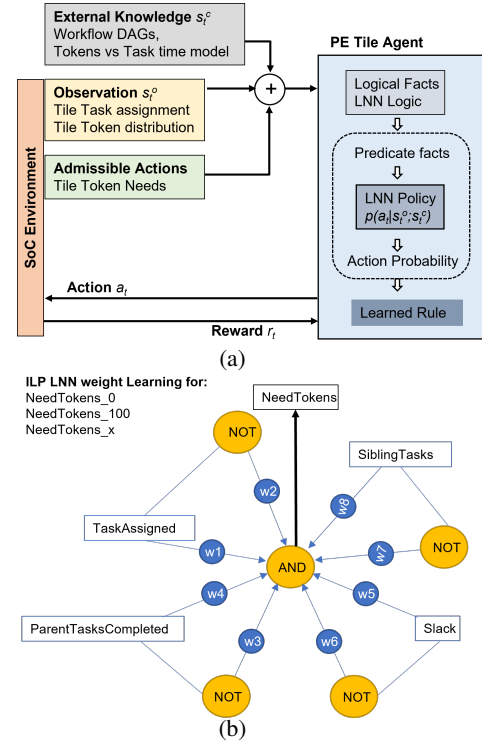 External Knowledge s_t^c
Workflow DAGs,
Tokens vs Task time model
PE Tile Agent
Observation s_t^o
Tile Task assignment
Tile Token distribution
+
Admissible Actions
Tile Token Needs
SoC Environment
Logical Facts
LNN Logic
Predicate facts
LNN Policy
p(a_t|s_t^o;s_t^c)
Action Probability
Learned Rule
Action a_t
Reward r_t
(a)
ILP LNN weight Learning for:
NeedTokens_0
NeedTokens_100
NeedTokens_x
NeedTokens
NOT
SiblingTasks
w2
w8
TaskAssigned
NOT
w1
w7
AND
w4
w5
ParentTasksCompleted
Slack
w3
w6
NOT
NOT
(b)